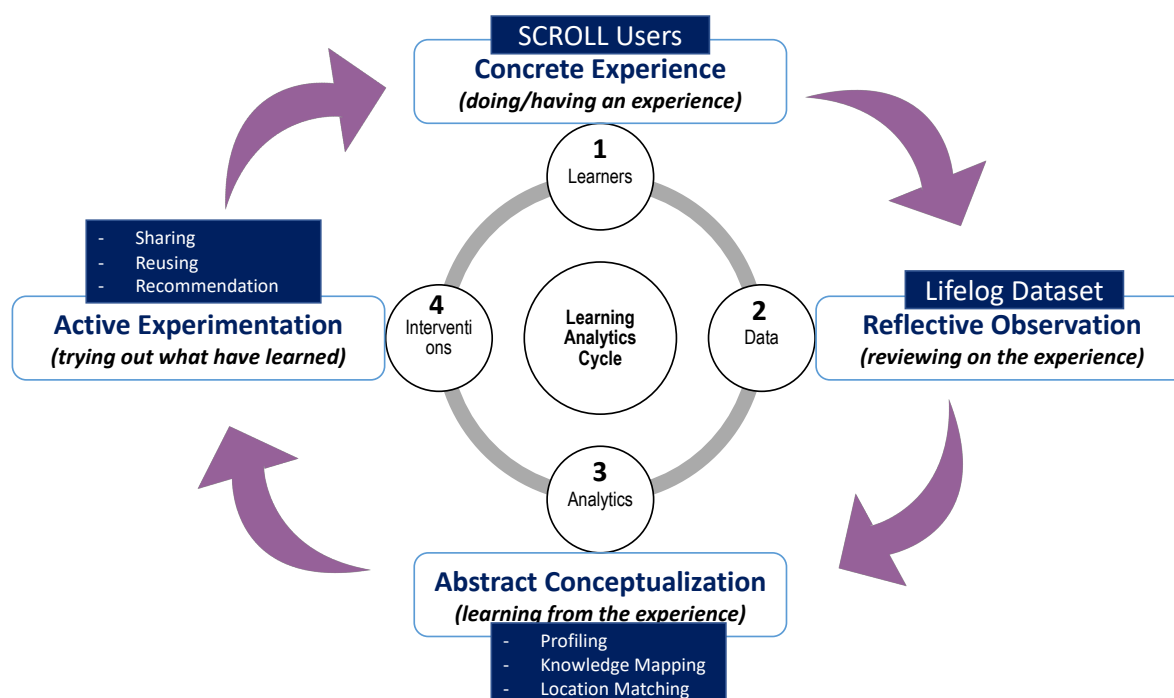 SCROLL Users
Concrete Experience
(doing/having an experience)
1
Learners
- Sharing
- Reusing
- Recommendation
Active Experimentation
(trying out what have learned)
4
Interventi
ons
Learning
Analytics
Cycle
2
Data
Lifelog Dataset
Reflective Observation
(reviewing on the experience)
3
Analytics
Abstract Conceptualization
(learning from the experience)
- Profiling
- Knowledge Mapping
- Location Matching